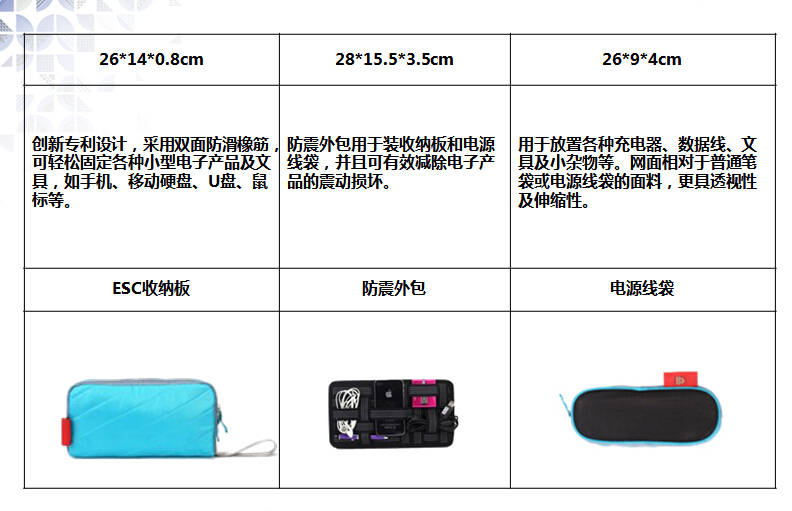 26*14*0.8cm
28*15.5*3.5cm
26*9*4cm
创新专利设计，采用双面防滑橡筋，
可轻松固定各种小型电子产品及文
具，如手机、移动硬盘、U盘、鼠
标等。
防震外包用于装收纳板和电源
线袋，并且可有效减除电子产
品的震动损坏。
用于放置各种充电器、数据线、文
具及小杂物等。网面相对于普通笔
袋或电源线袋的面料，更具透视性
及伸缩性。
ESC收纳板
防震外包
电源线袋